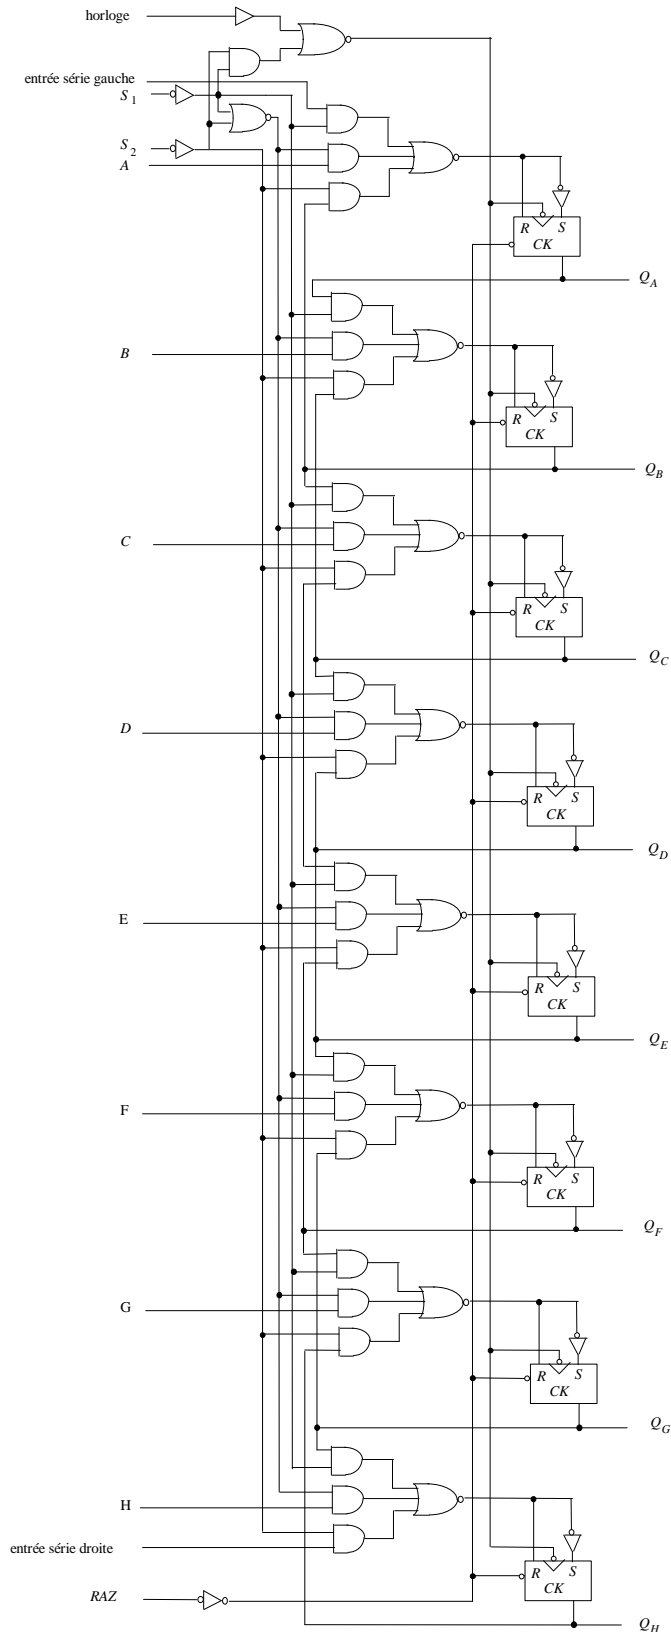 horloge
entrée série gauche
S1
S2
A
R S
CK
QA
B
R S
CK
QB
C
R S
CK
QC
D
R S
CK
QD
E
R S
CK
QE
F
R S
CK
QF
G
R S
CK
QG
H
entrée série droite
R S
CK
RAZ
QH